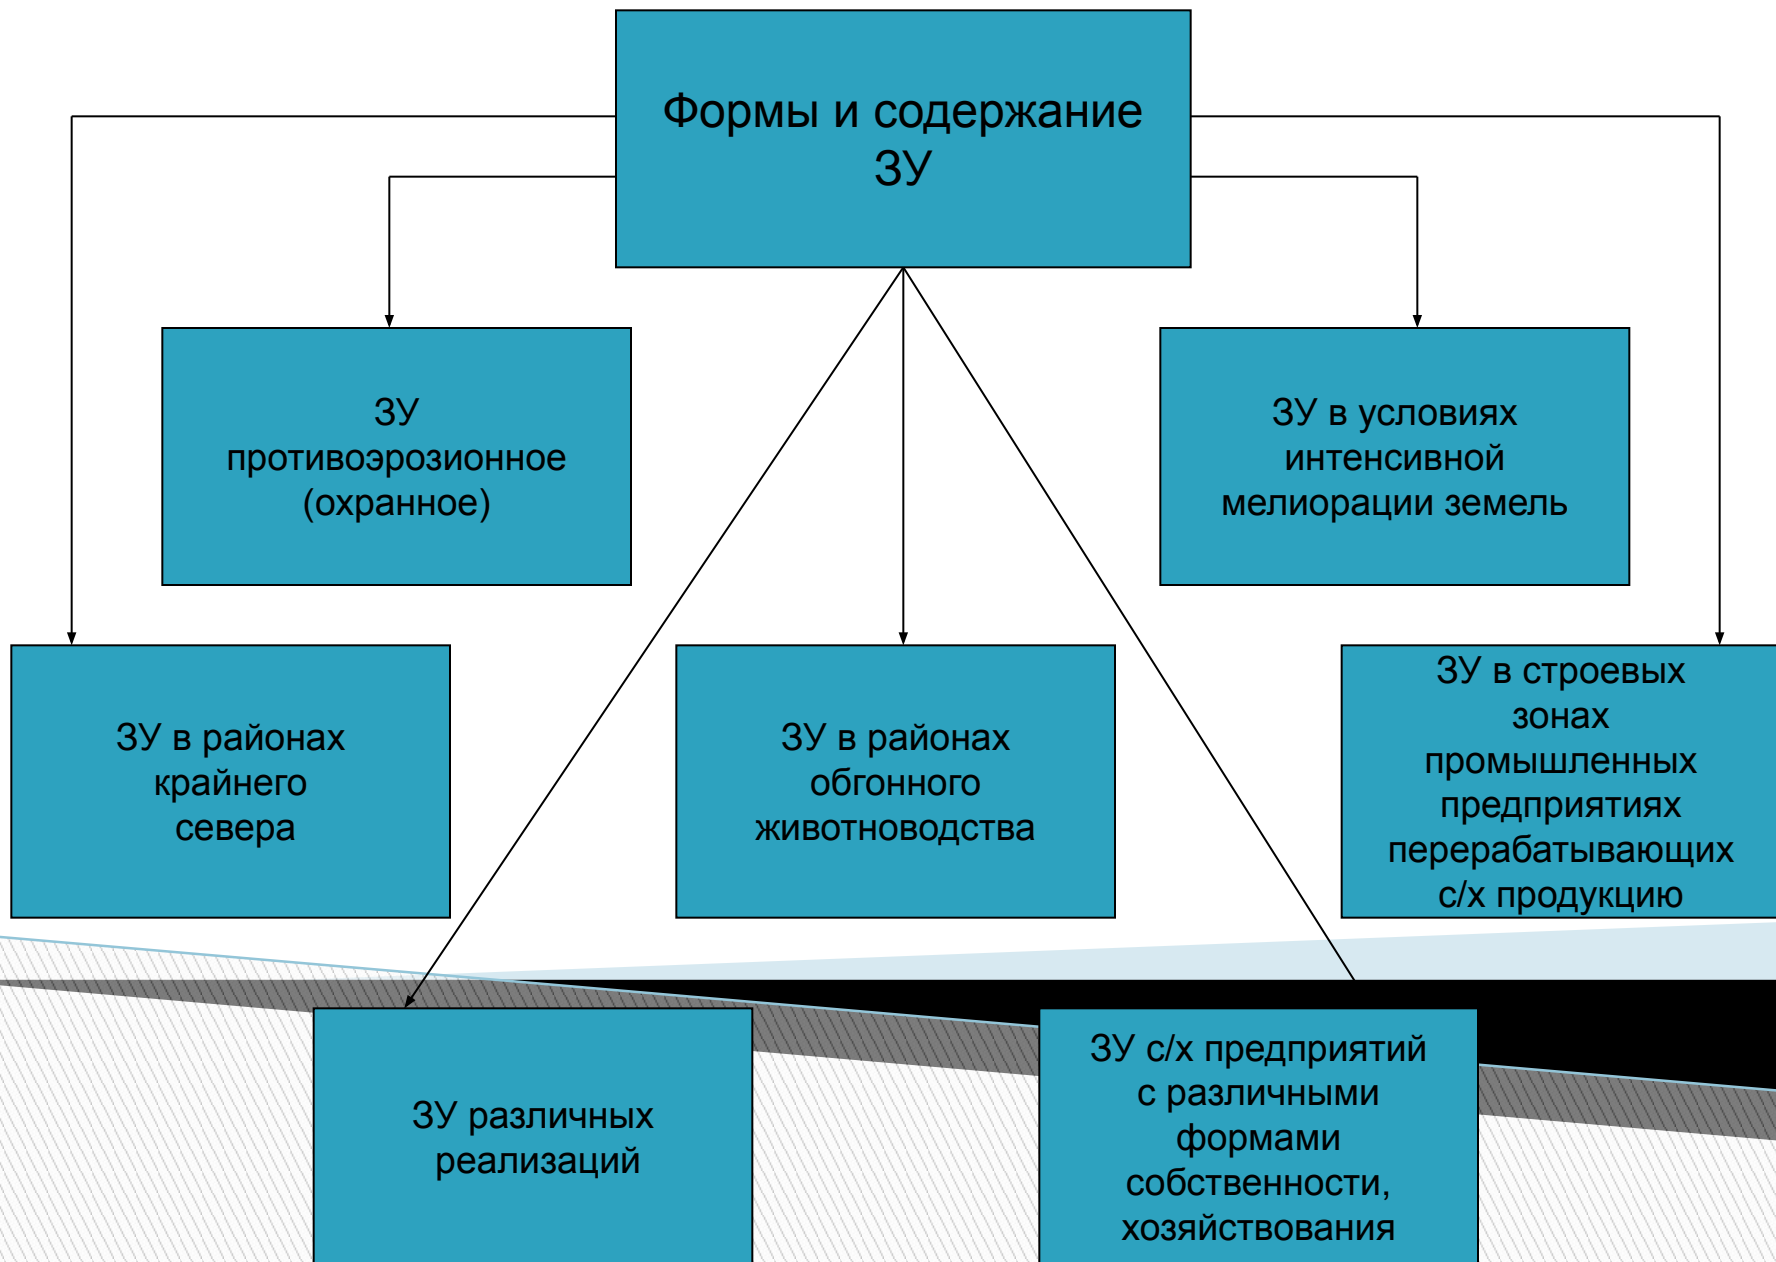 Формы и содержание
ЗУ
ЗУ
противоэрозионное
(охранное)
ЗУ в условиях
интенсивной
мелиорации земель
ЗУ в районах
крайнего
севера
ЗУ в районах
обгонного
животноводства
ЗУ в строевых
зонах
промышленных
предприятиях
перерабатывающих
с/х продукцию
ЗУ различных
реализаций
ЗУ с/х предприятий
с различными
формами
собственности,
хозяйствования